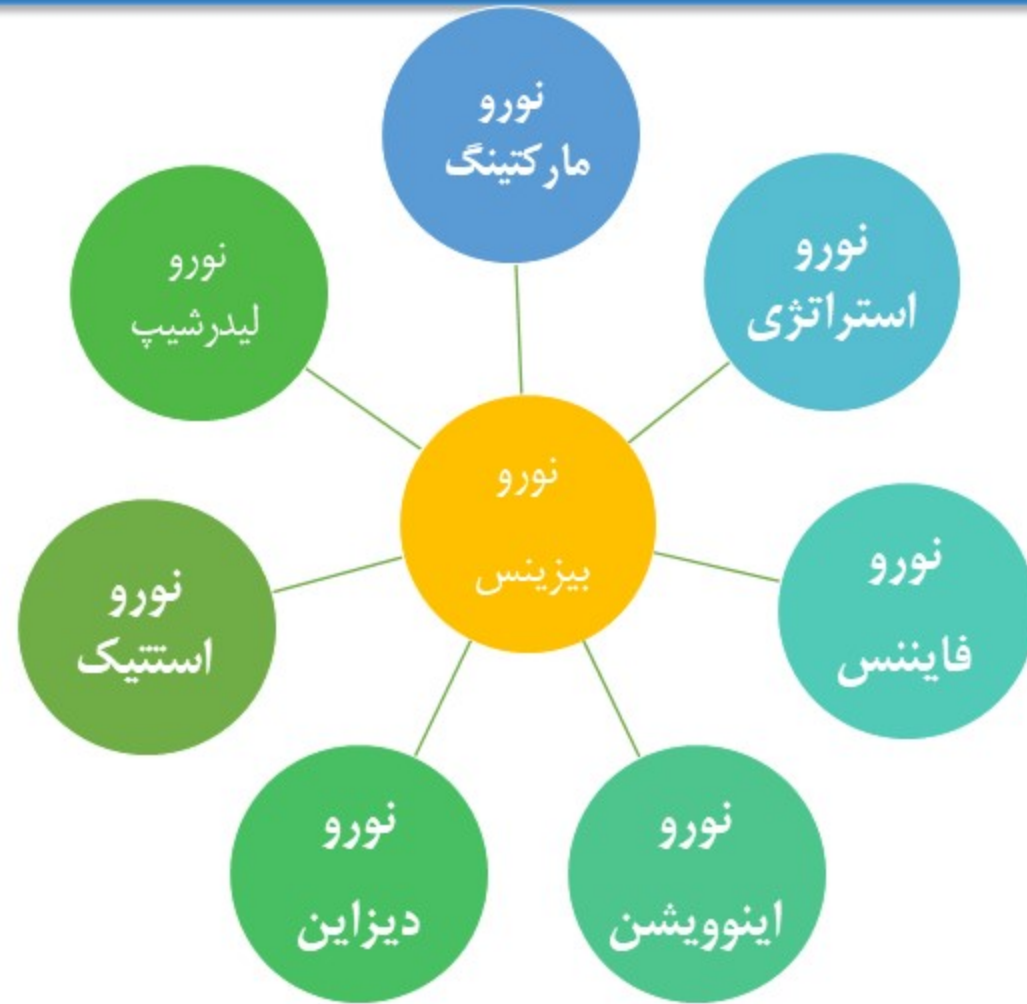 نورو
مارکتینگ
نورو
استراتژی
نورو
فایننس
نورو
اینوویشن
نورو
دیزاین
نورو
استتیک
نورو
لیدرشیپ
نورو
بیزینس